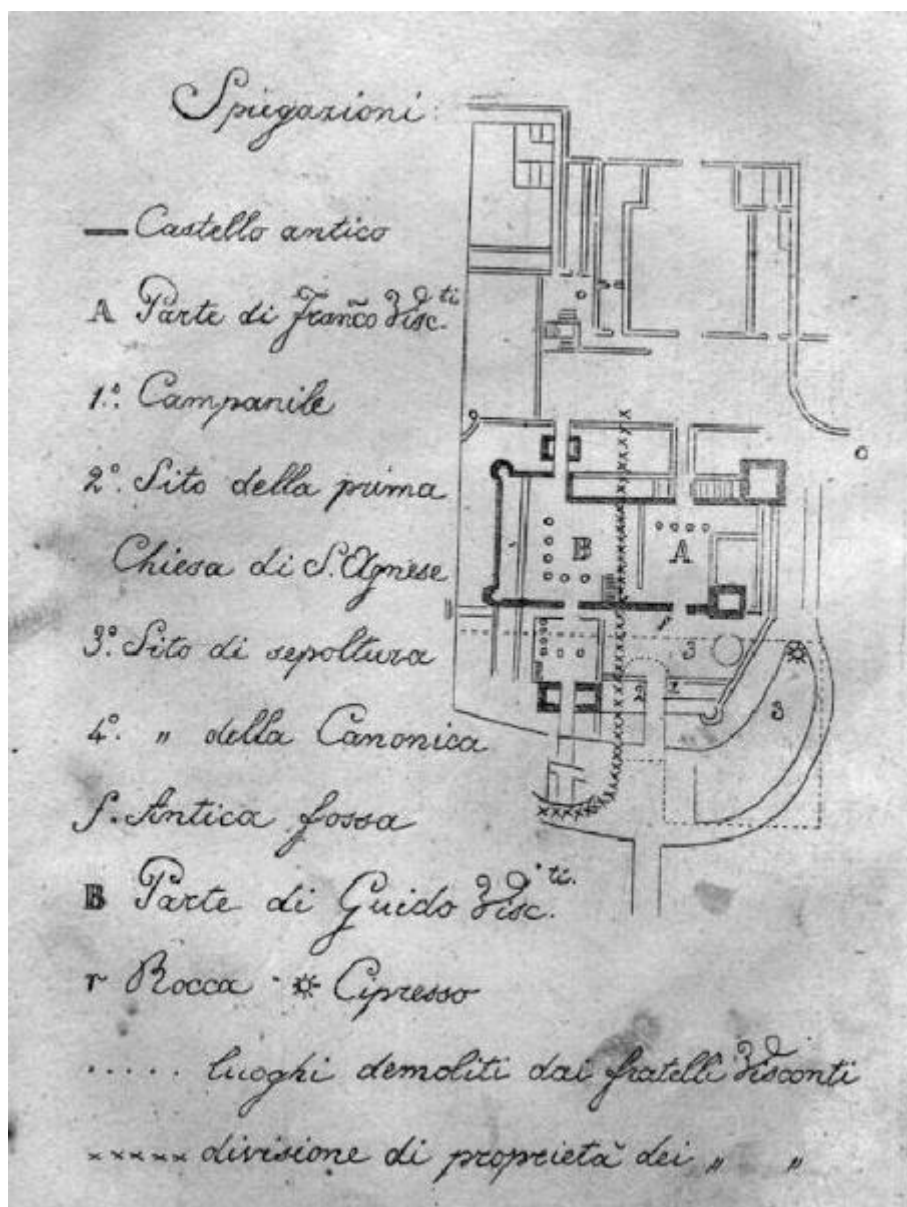 Spiegazioni:
— Castello antico
A Parte di Franc̃o Visc.ti
1.° Campanile
2.° Sito della prima
Chiesa di S. Agnese
3.° Sito di sepoltura
4.° " della Canonica
5. Antica fossa
B Parte di Guido Visc.ti
r Rocca ☼ Cipresso
..... luoghi demoliti dai fratelli Visconti
xxxxx divisione di proprietà dei " "
B
A
3
3